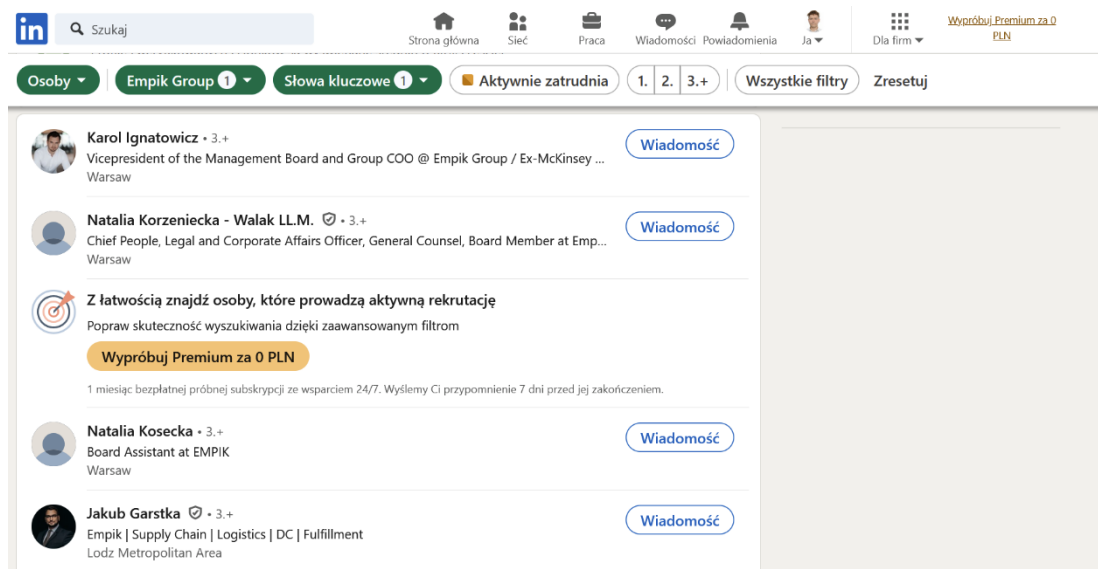 in
Szukaj
Strona główna
Sieć
Praca
Wiadomości
Powiadomienia
Ja
Dla firm
Wypróbuj Premium za 0
PLN
Osoby
Empik Group 1
Słowa kluczowe 1
Aktywnie zatrudnia
1. 2. 3.+
Wszystkie filtry
Zresetuj
Karol Ignatowicz • 3.+
Vicepresident of the Management Board and Group COO @ Empik Group / Ex-McKinsey ...
Warsaw
Wiadomość
Natalia Korzeniecka - Walak LL.M. • 3.+
Chief People, Legal and Corporate Affairs Officer, General Counsel, Board Member at Emp...
Warsaw
Wiadomość
Z łatwością znajdź osoby, które prowadzą aktywną rekrutację
Popraw skuteczność wyszukiwania dzięki zaawansowanym filtrom
Wypróbuj Premium za 0 PLN
1 miesiąc bezpłatnej próbnej subskrypcji ze wsparciem 24/7. Wyślemy Ci przypomnienie 7 dni przed jej zakończeniem.
Natalia Kosecka • 3.+
Board Assistant at EMPIK
Warsaw
Wiadomość
Jakub Garstka • 3.+
Empik | Supply Chain | Logistics | DC | Fulfillment
Lodz Metropolitan Area
Wiadomość